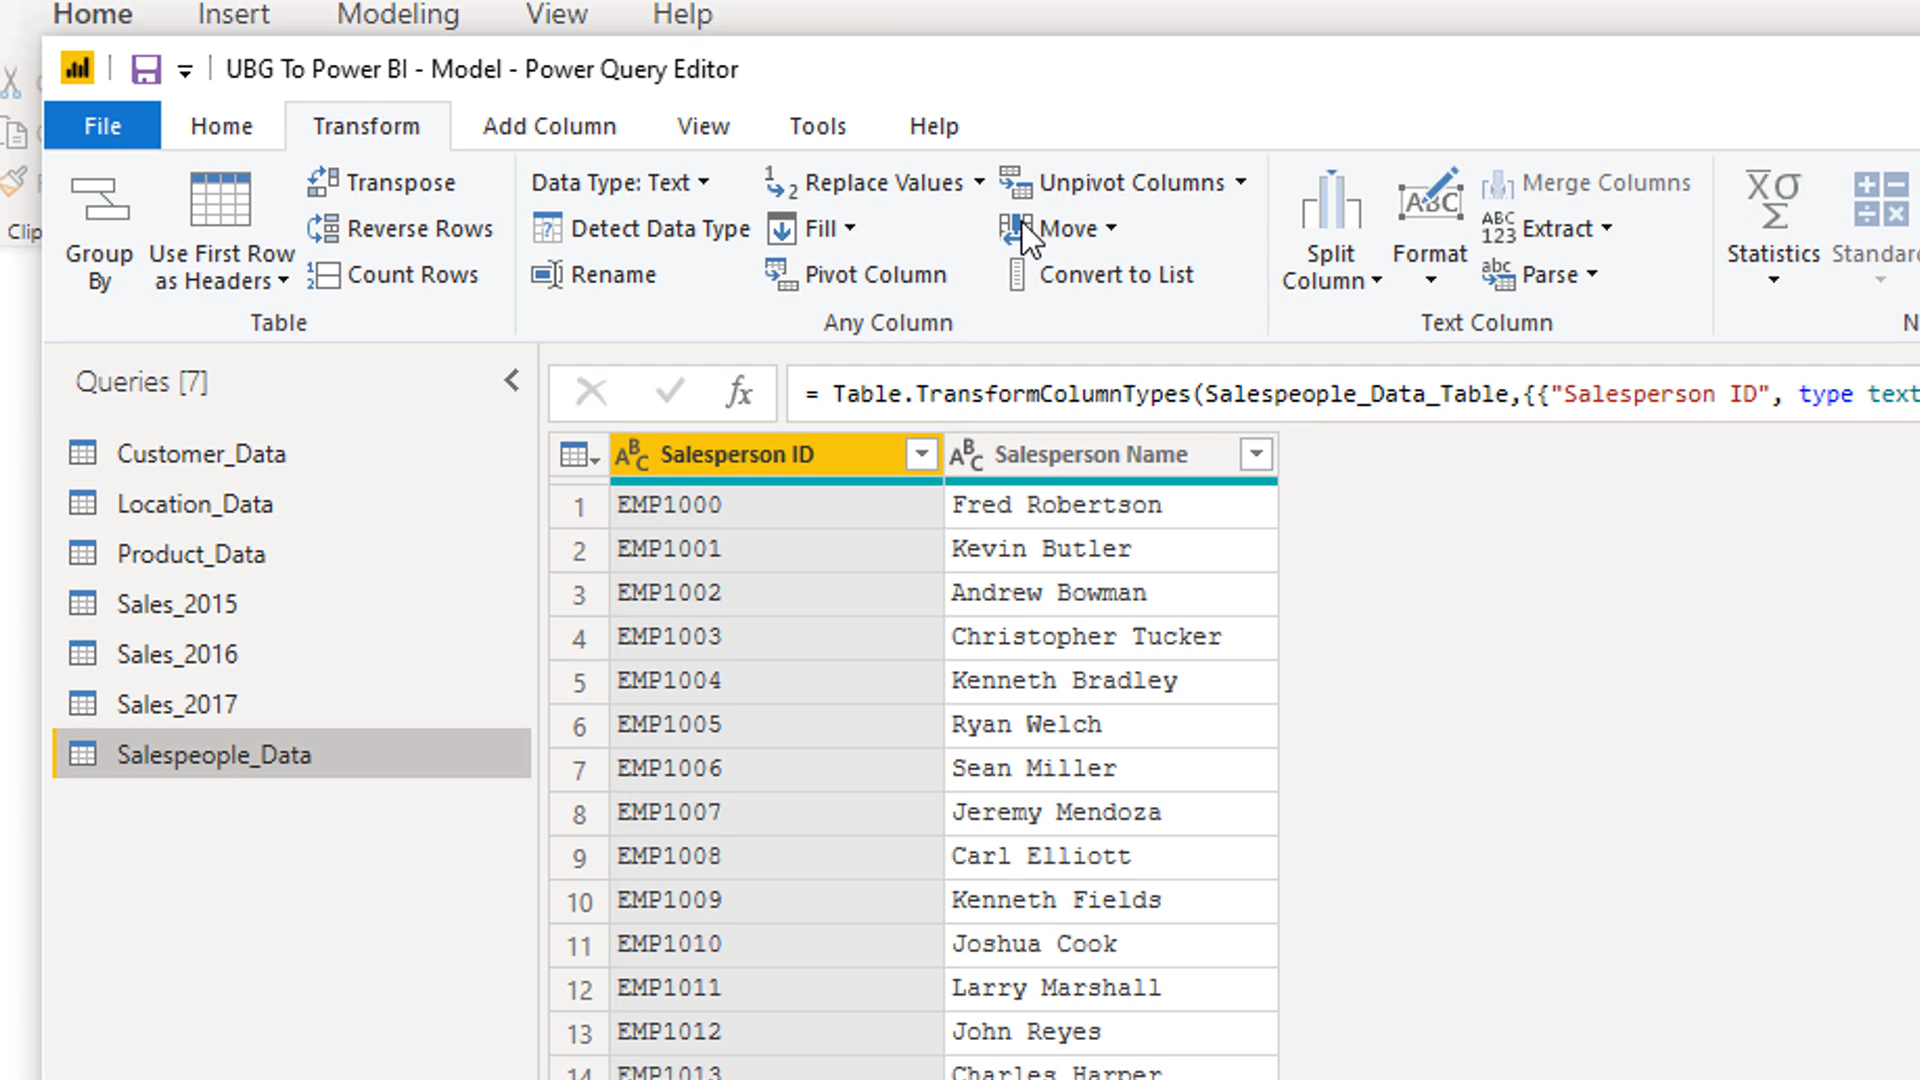 Home Insert Modeling View Help
UBG To Power BI - Model - Power Query Editor
File Home Transform Add Column View Tools Help
Clip
Group By
Use First Row as Headers
Transpose
Reverse Rows
Count Rows
Table
Data Type: Text
Detect Data Type
Rename
Replace Values
Fill
Pivot Column
Unpivot Columns
Move
Convert to List
Any Column
Split Column
Format
Merge Columns
Extract
Parse
Text Column
Statistics
Standard
N
Queries [7]
= Table.TransformColumnTypes(Salespeople_Data_Table,{{"Salesperson ID", type text
Customer_Data
Location_Data
Product_Data
Sales_2015
Sales_2016
Sales_2017
Salespeople_Data
Salesperson ID Salesperson Name
1 EMP1000 Fred Robertson
2 EMP1001 Kevin Butler
3 EMP1002 Andrew Bowman
4 EMP1003 Christopher Tucker
5 EMP1004 Kenneth Bradley
6 EMP1005 Ryan Welch
7 EMP1006 Sean Miller
8 EMP1007 Jeremy Mendoza
9 EMP1008 Carl Elliott
10 EMP1009 Kenneth Fields
11 EMP1010 Joshua Cook
12 EMP1011 Larry Marshall
13 EMP1012 John Reyes
14 EMP1013 Charles Harper